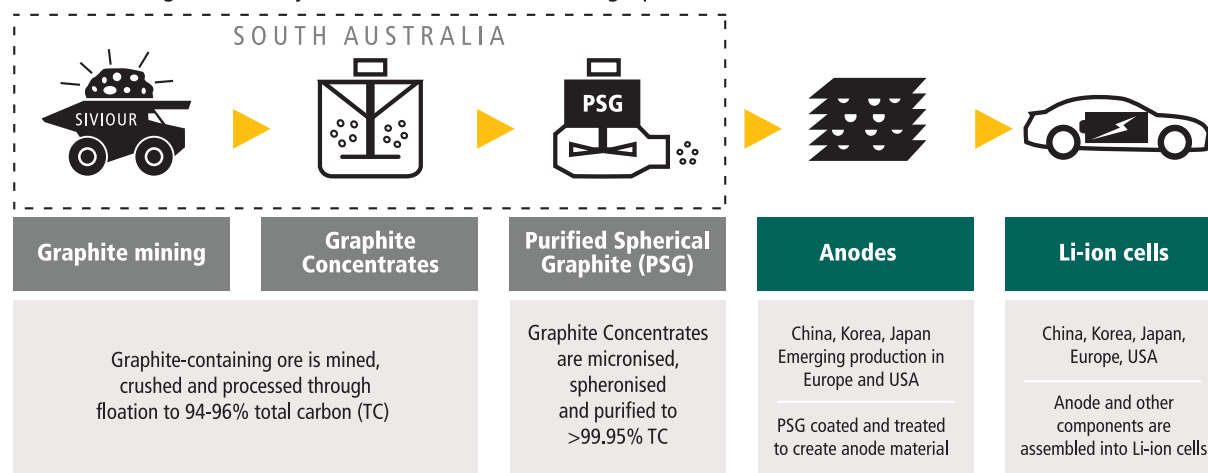 SOUTH AUSTRALIA
SIVIOUR
PSG
Graphite mining
Graphite
Concentrates
Purified Spherical
Graphite (PSG)
Anodes
Li-ion cells
Graphite-containing ore is mined,
crushed and processed through
floation to 94-96% total carbon (TC)
Graphite Concentrates
are micronised,
spheronised
and purified to
>99.95% TC
China, Korea, Japan
Emerging production in
Europe and USA
PSG coated and treated
to create anode material
China, Korea, Japan,
Europe, USA
Anode and other
components are
assembled into Li-ion cells